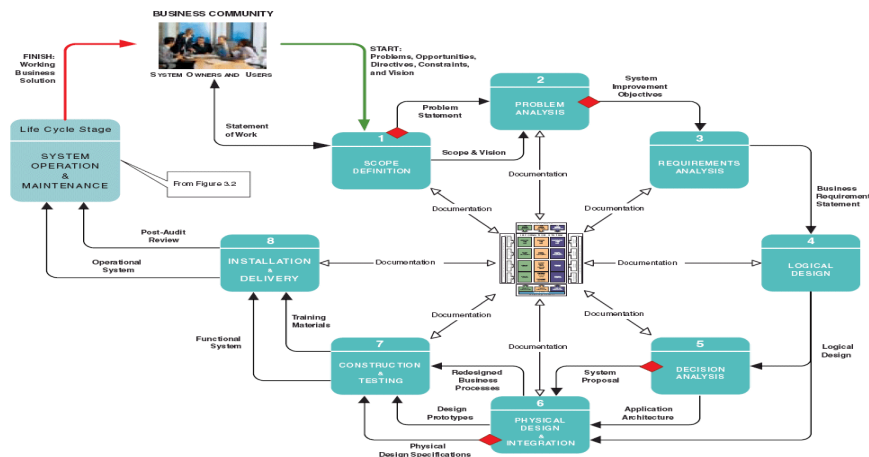 BUSINESS COMMUNITY
SYSTEM OWNERS AND USERS
FINISH:
Working
Business
Solution
START:
Problems, Opportunities,
Directives, Constraints,
and Vision
Statement
of Work
Life Cycle Stage
SYSTEM
OPERATION
&
MAINTENANCE
From Figure 3.2
1
SCOPE
DEFINITION
Problem
Statement
Scope & Vision
2
PROBLEM
ANALYSIS
System
Improvement
Objectives
3
REQUIREMENTS
ANALYSIS
Business
Requirement
Statement
4
LOGICAL
DESIGN
Logical
Design
5
DECISION
ANALYSIS
System
Proposal
Application
Architecture
6
PHYSICAL
DESIGN
&
INTEGRATION
Redesigned
Business
Processes
Design
Prototypes
Physical
Design Specifications
7
CONSTRUCTION
&
TESTING
Training
Materials
Functional
System
8
INSTALLATION
&
DELIVERY
Post-Audit
Review
Operational
System
Documentation
Documentation
Documentation
Documentation
Documentation
Documentation
Documentation
Documentation